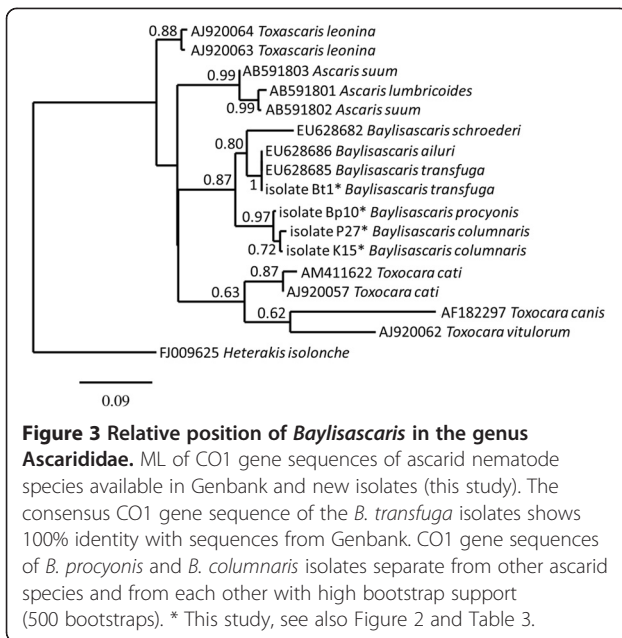 0.88
AJ920064 Toxascaris leonina
AJ920063 Toxascaris leonina
0.99
AB591803 Ascaris suum
AB591801 Ascaris lumbricoides
0.99
AB591802 Ascaris suum
EU628682 Baylisascaris schroederi
0.80
EU628686 Baylisascaris ailuri
EU628685 Baylisascaris transfuga
0.87
1
isolate Bt1* Baylisascaris transfuga
0.97
isolate Bp10* Baylisascaris procyonis
isolate P27* Baylisascaris columnaris
0.72
isolate K15* Baylisascaris columnaris
0.87
AM411622 Toxocara cati
AJ920057 Toxocara cati
0.63
0.62
AF182297 Toxocara canis
AJ920062 Toxocara vitulorum
FJ009625 Heterakis isolonche
0.09
Figure 3 Relative position of Baylisascaris in the genus
Ascarididae. ML of CO1 gene sequences of ascarid nematode
species available in Genbank and new isolates (this study). The
consensus CO1 gene sequence of the B. transfuga isolates shows
100% identity with sequences from Genbank. CO1 gene sequences
of B. procyonis and B. columnaris isolates separate from other ascarid
species and from each other with high bootstrap support
(500 bootstraps). * This study, see also Figure 2 and Table 3.